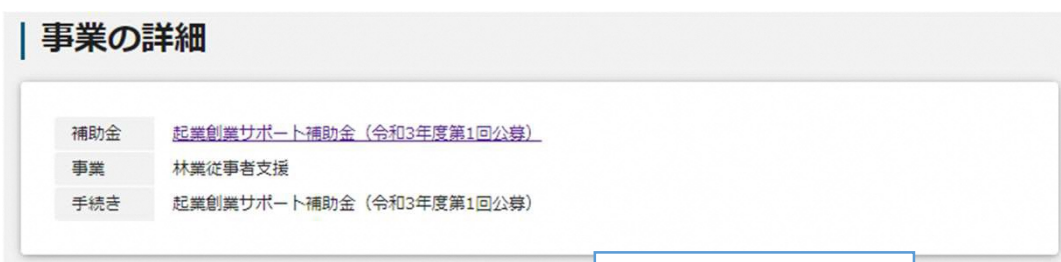 事業の詳細
補助金 起業創業サポート補助金（令和3年度第1回公募）
事業 林業従事者支援
手続き 起業創業サポート補助金（令和3年度第1回公募）